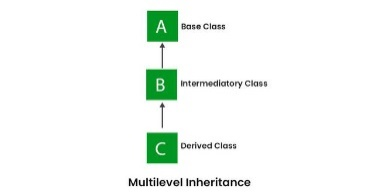 A Base Class
B Intermediatory Class
C Derived Class
Multilevel Inheritance